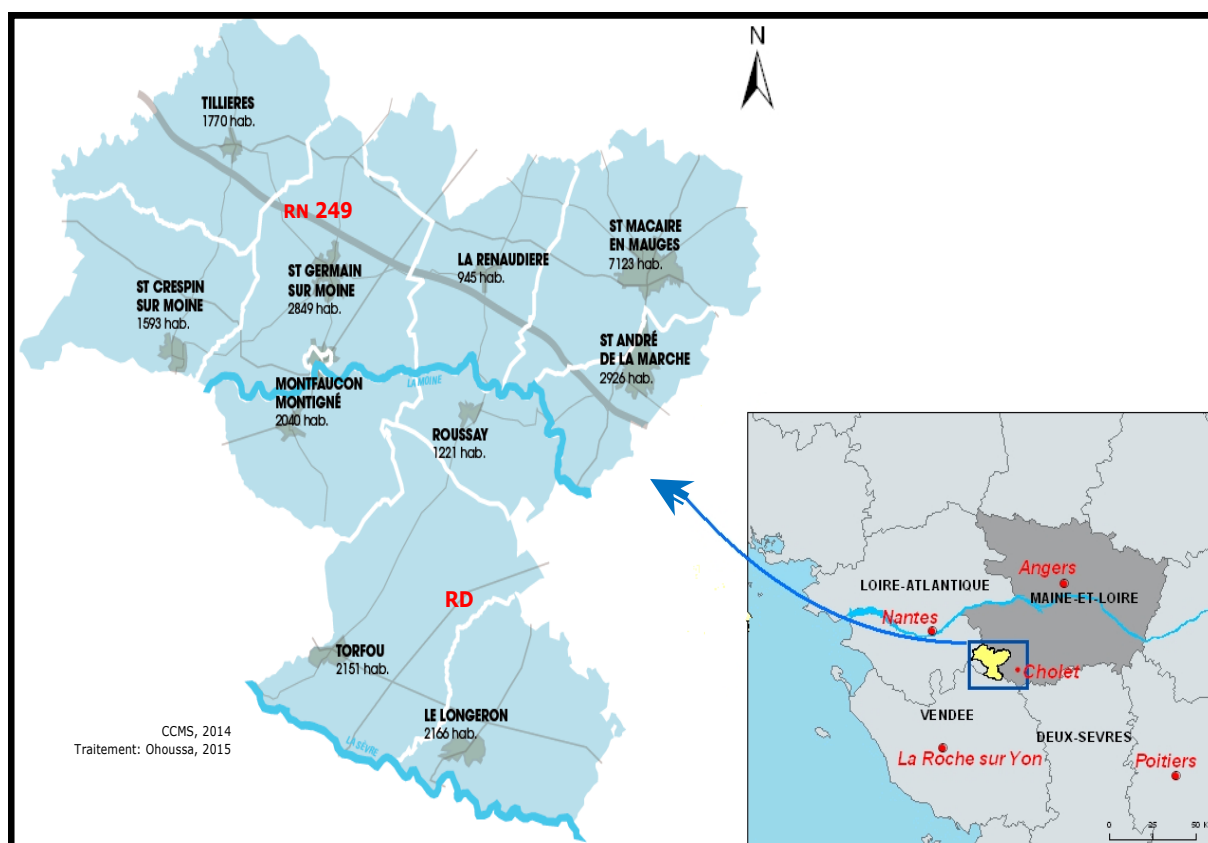 N
TILLIERES
1770 hab.
RN 249
ST MACAIRE
EN MAUGES
7123 hab.
LA RENAUDIERE
945 hab.
ST GERMAIN
SUR MOINE
2849 hab.
ST CRESPIN
SUR MOINE
1593 hab.
ST ANDRÉ
DE LA MARCHE
2926 hab.
LA MOINE
MONTFAUCON
MONTIGNÉ
2040 hab.
ROUSSAY
1221 hab.
RD
TORFOU
2151 hab.
LE LONGERON
2166 hab.
LA SÈVRE
CCMS, 2014
Traitement: Ohoussa, 2015
Angers
LOIRE-ATLANTIQUE
MAINE-ET-LOIRE
Nantes
Cholet
VENDEE
DEUX-SEVRES
La Roche sur Yon
Poitiers
0 25 50 K